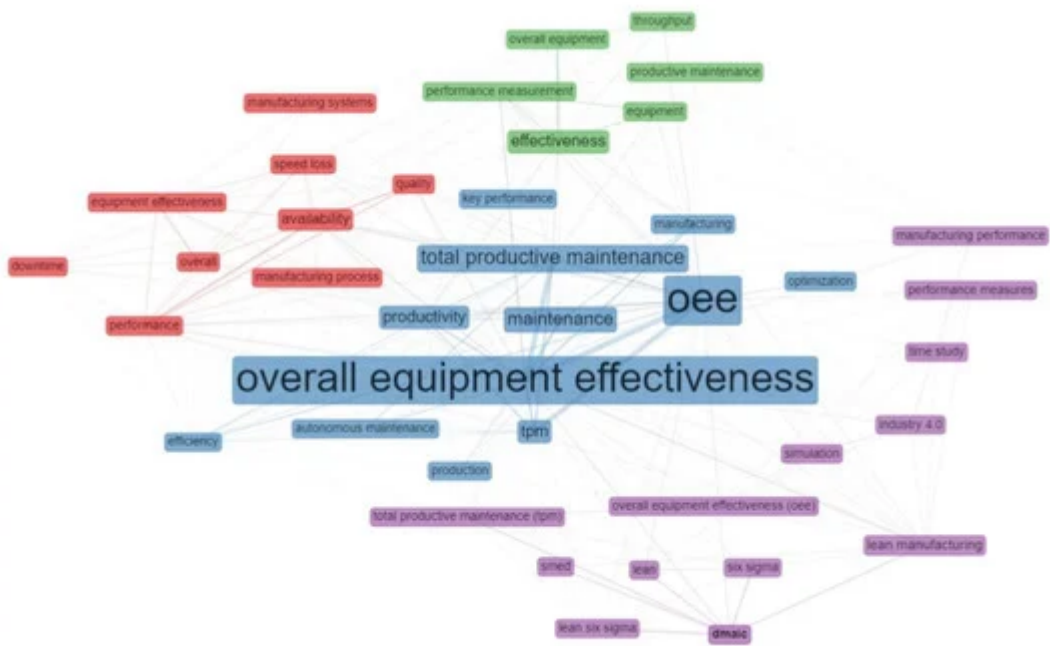 throughput
overall equipment
productive maintenance
performance measurement
manufacturing systems
equipment
effectiveness
speed loss
quality
key performance
equipment effectiveness
availability
manufacturing
manufacturing performance
total productive maintenance
overall
downtime
manufacturing process
optimization
performance measures
oee
productivity
maintenance
performance
time study
overall equipment effectiveness
industry 4.0
autonomous maintenance
tpm
efficiency
simulation
production
overall equipment effectiveness (oee)
total productive maintenance (tpm)
lean manufacturing
smed
lean
six sigma
lean six sigma
dmaic